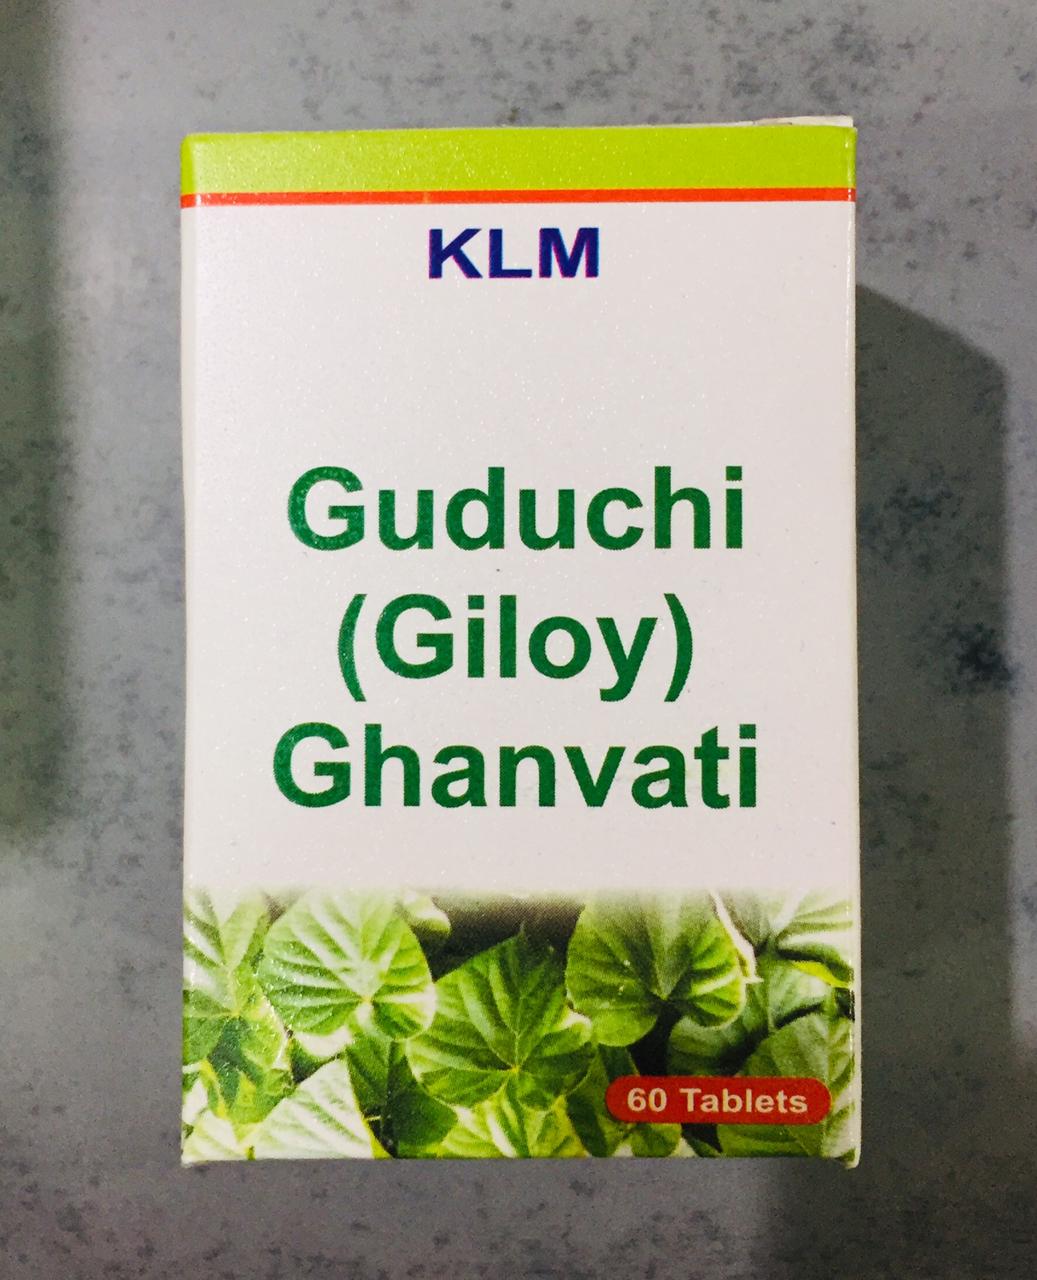 KLM
Guduchi
(Giloy)
Ghanvati
60 Tablets